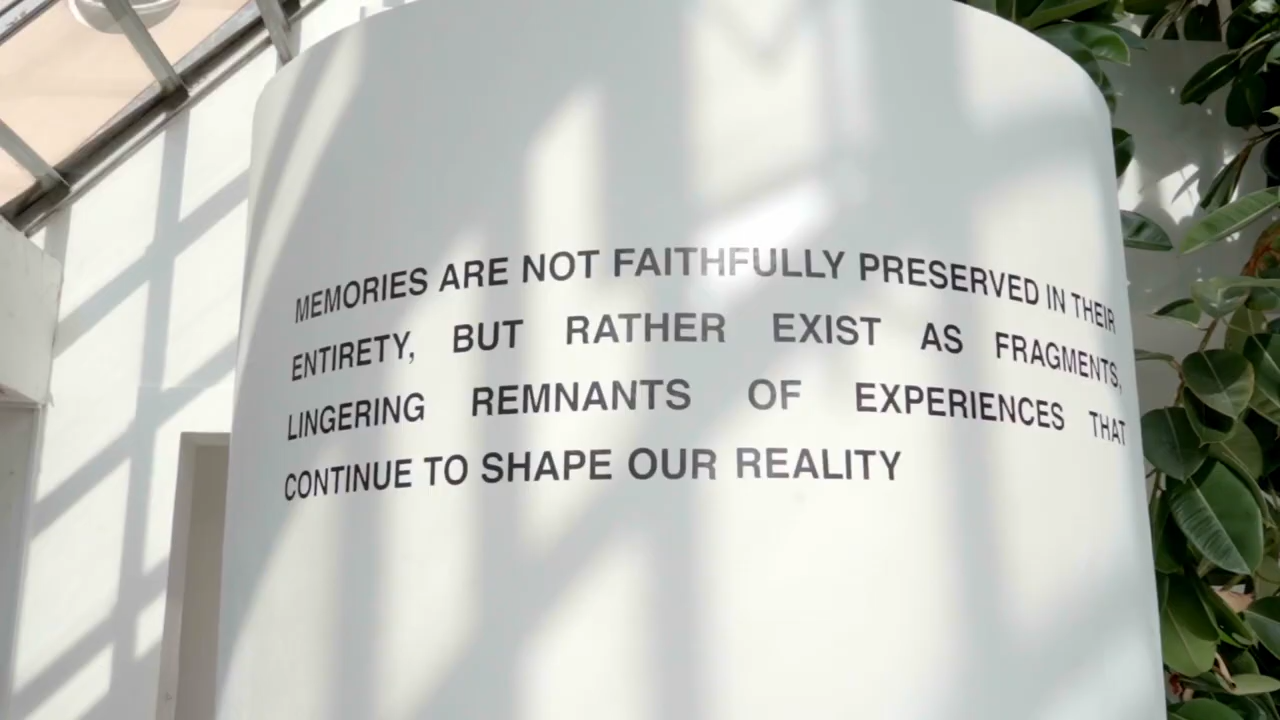 MEMORIES ARE NOT FAITHFULLY PRESERVED IN THEIR
ENTIRETY, BUT RATHER EXIST AS FRAGMENTS,
LINGERING REMNANTS OF EXPERIENCES THAT
CONTINUE TO SHAPE OUR REALITY